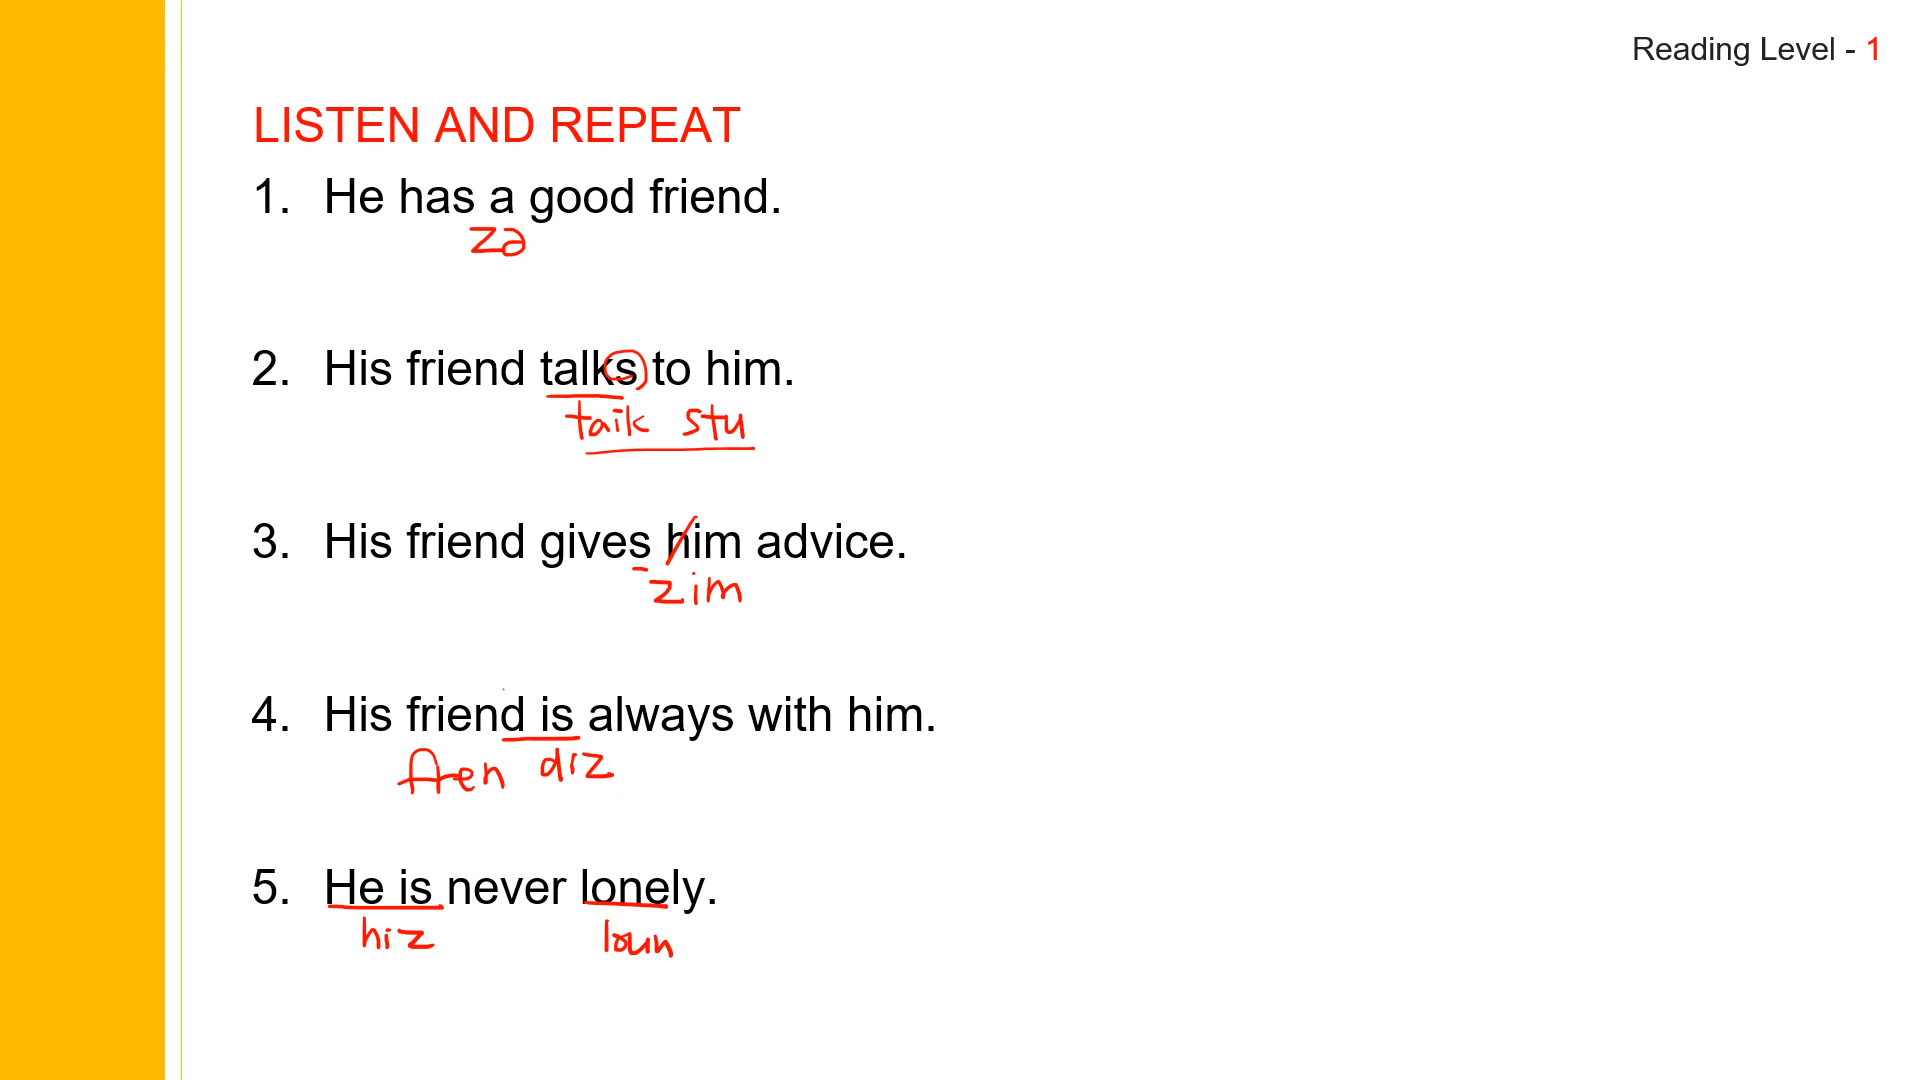 Reading Level - 1
LISTEN AND REPEAT
1. He has a good friend.
zə
2. His friend talks to him.
taik stu
3. His friend gives him advice.
zim
4. His friend is always with him.
fren diz
5. He is never lonely.
hiz loun